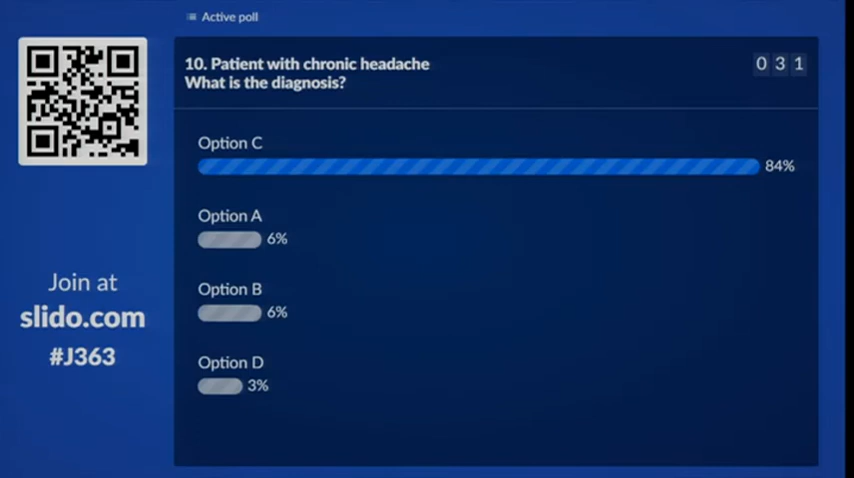 Active poll
10. Patient with chronic headache
What is the diagnosis?
0 3 1
Option C
84%
Option A
6%
Option B
6%
Option D
3%
Join at
slido.com
#J363